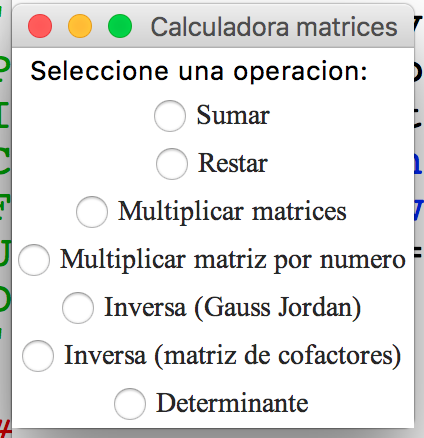 Calculadora matrices
Seleccione una operacion:
Sumar
Restar
Multiplicar matrices
Multiplicar matriz por numero
Inversa (Gauss Jordan)
Inversa (matriz de cofactores)
Determinante